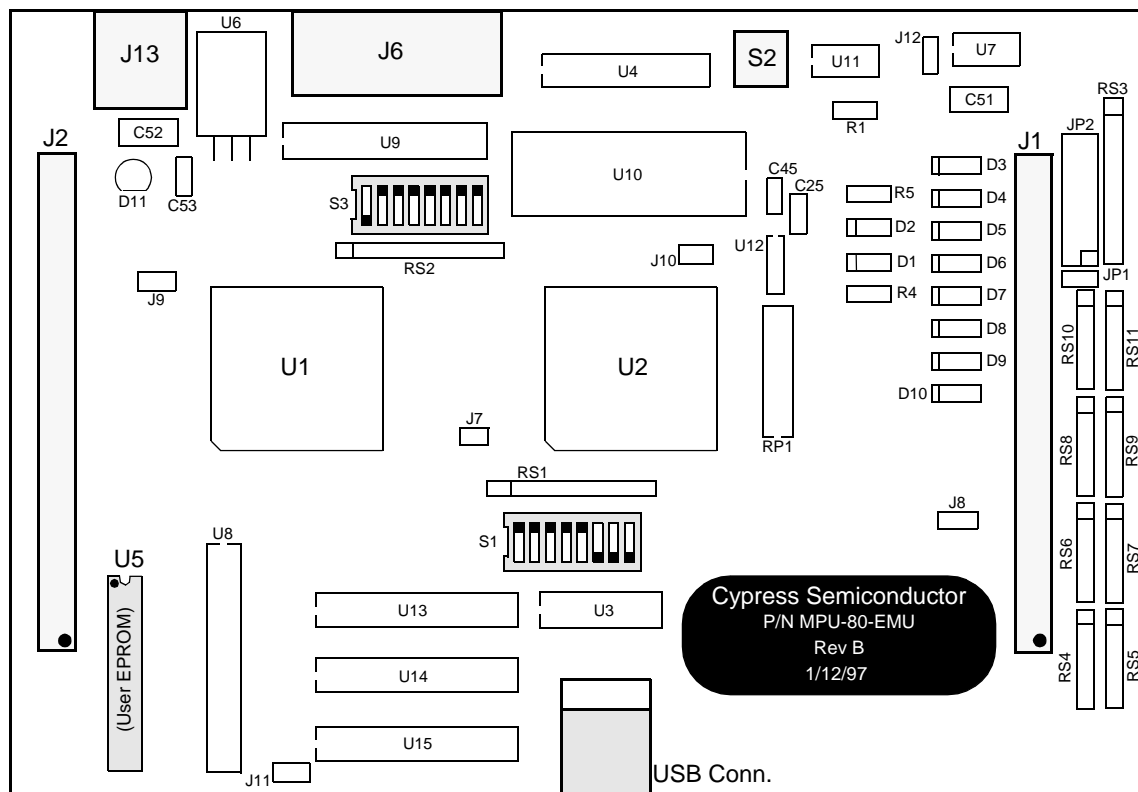 U6
J13
J6
U4
S2
U11
J12
U7
C51
RS3
R1
C52
J2
U9
U10
JP2
J1
D11
C53
S3
RS2
C45
C25
R5
D3
D4
D2
D5
U12
J10
D1
D6
JP1
J9
R4
D7
D8
D9
D10
RS10
RS11
U1
U2
J7
RP1
RS8
RS9
RS1
S1
J8
RS6
RS7
U5
(User EPROM)
U8
U13
U3
U14
U15
J11
Cypress Semiconductor
P/N MPU-80-EMU
Rev B
1/12/97
RS4
RS5
USB Conn.